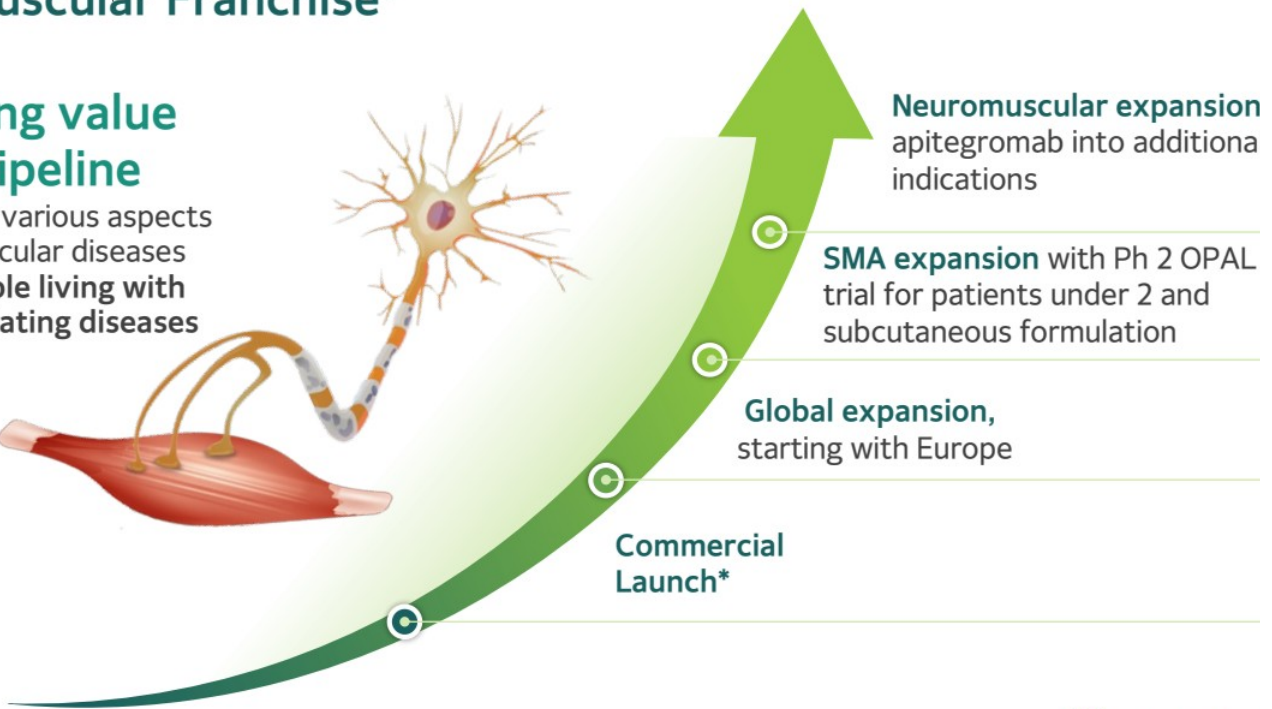 uscular Franchise
ng value
ipeline
various aspects
cular diseases
ple living with
ating diseases
Neuromuscular expansion
apitegromab into additiona
indications
SMA expansion with Ph 2 OPAL
trial for patients under 2 and
subcutaneous formulation
Global expansion,
starting with Europe
Commercial
Launch*